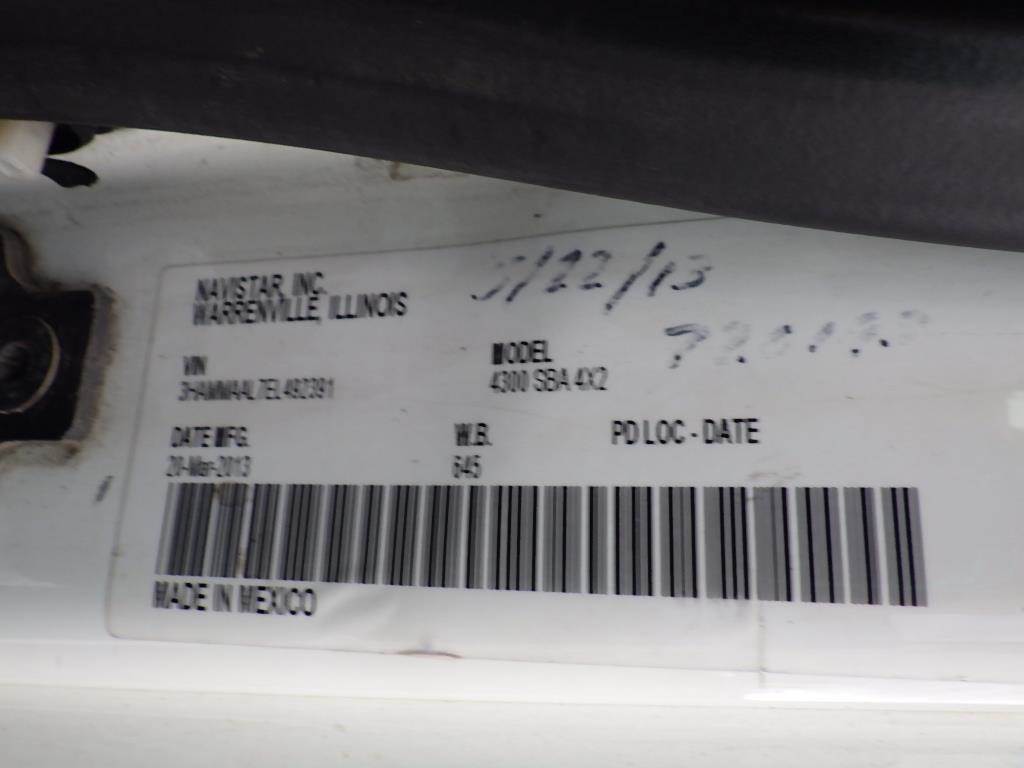 NAVISTAR, INC.
WARRENVILLE, ILLINOIS
5/22/13
VIN
3HAMMAAL7EL492391
MODEL
4300 SBA 4X2
DATE MFG.
20-Mar-2013
W.B.
645
PD LOC - DATE
MADE IN MEXICO